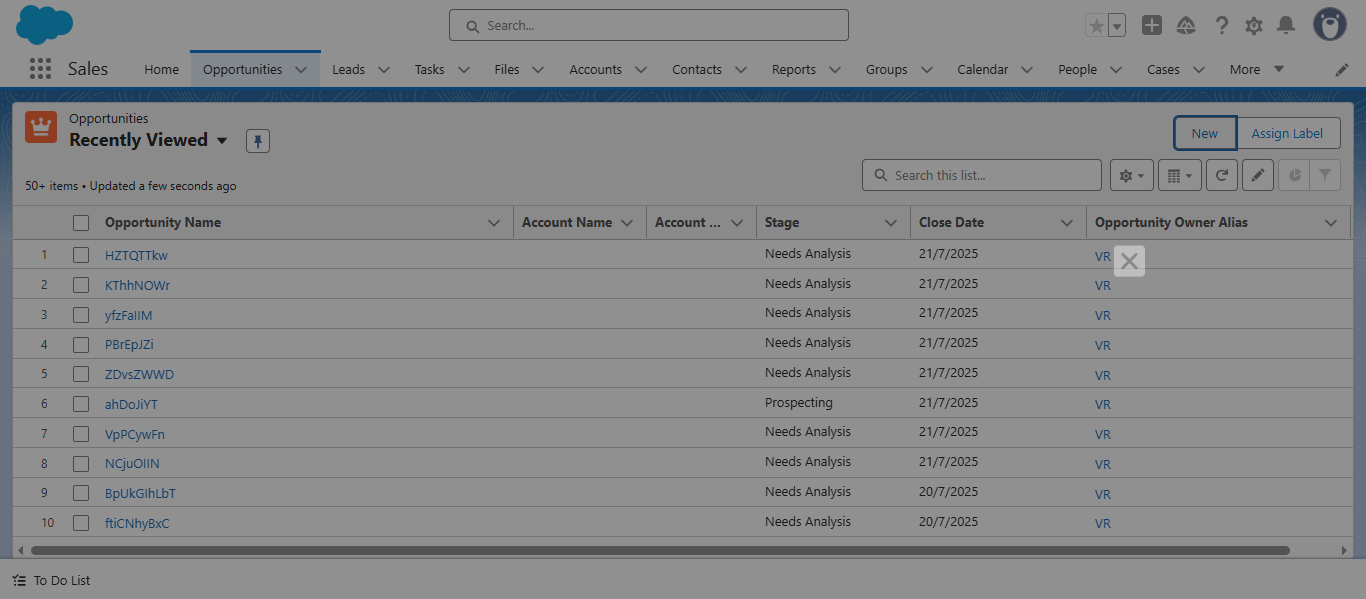 Search...
Sales Home Opportunities Leads Tasks Files Accounts Contacts Reports Groups Calendar People Cases More
Opportunities
Recently Viewed
New Assign Label
50+ items • Updated a few seconds ago
Search this list...
Opportunity Name Account Name Account ... Stage Close Date Opportunity Owner Alias
1 HZTQTTkw Needs Analysis 21/7/2025 VR
2 KThhNOWr Needs Analysis 21/7/2025 VR
3 yfzFaIIM Needs Analysis 21/7/2025 VR
4 PBrEpJZi Needs Analysis 21/7/2025 VR
5 ZDvsZWWD Needs Analysis 21/7/2025 VR
6 ahDoJiYT Prospecting 21/7/2025 VR
7 VpPCywFn Needs Analysis 21/7/2025 VR
8 NCjuOIIN Needs Analysis 21/7/2025 VR
9 BpUkGIhLbT Needs Analysis 20/7/2025 VR
10 ftiCNhyBxC Needs Analysis 20/7/2025 VR
To Do List